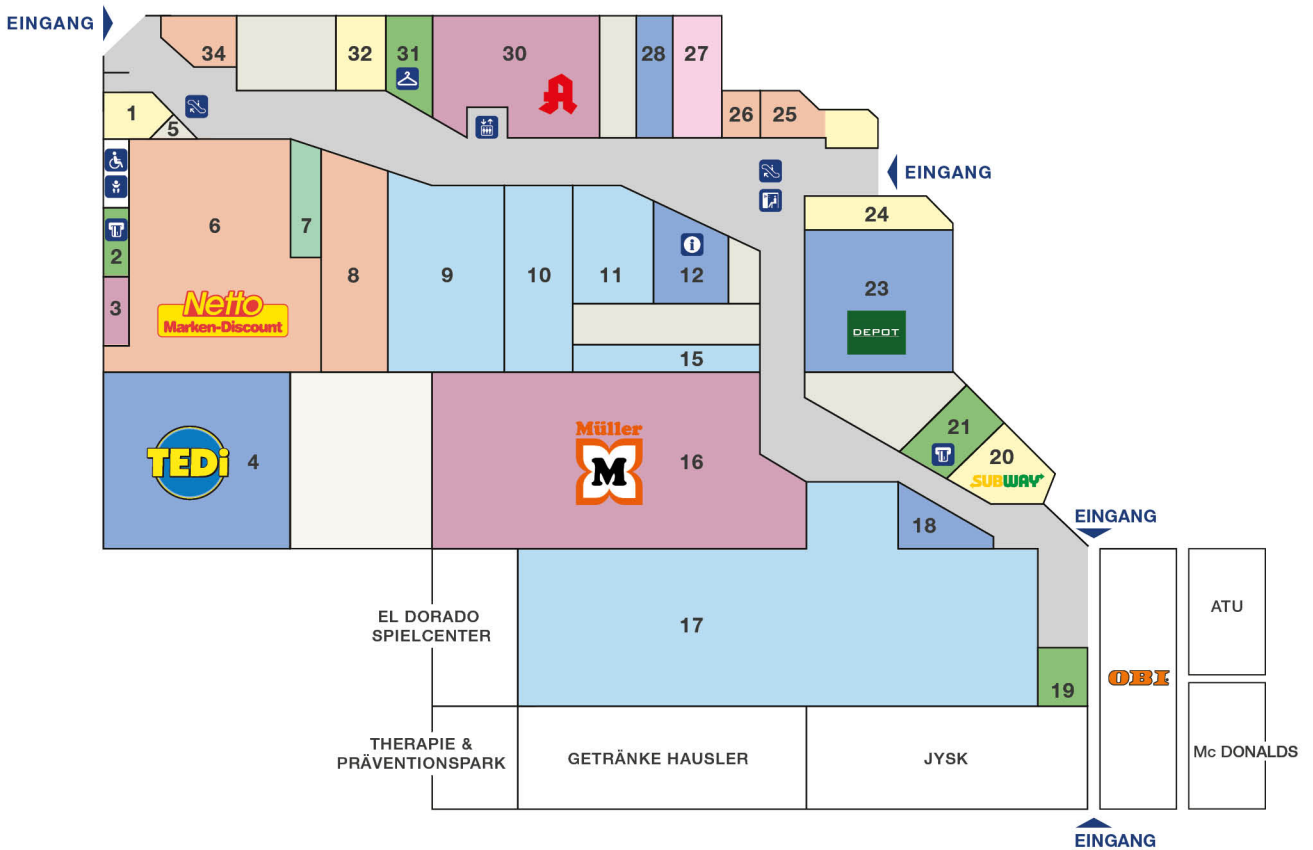 EINGANG
34
32
31
30
28
27
1
5
26
25
EINGANG
2
3
6
7
8
9
10
11
12
24
23
DEPOT
Netto
Marken-Discount
15
TEDi
4
Müller
M
16
21
20
SUBWAY
18
EINGANG
EL DORADO
SPIELCENTER
17
19
OBI
ATU
THERAPIE &
PRÄVENTIONSPARK
GETRÄNKE HAUSLER
JYSK
Mc DONALDS
EINGANG